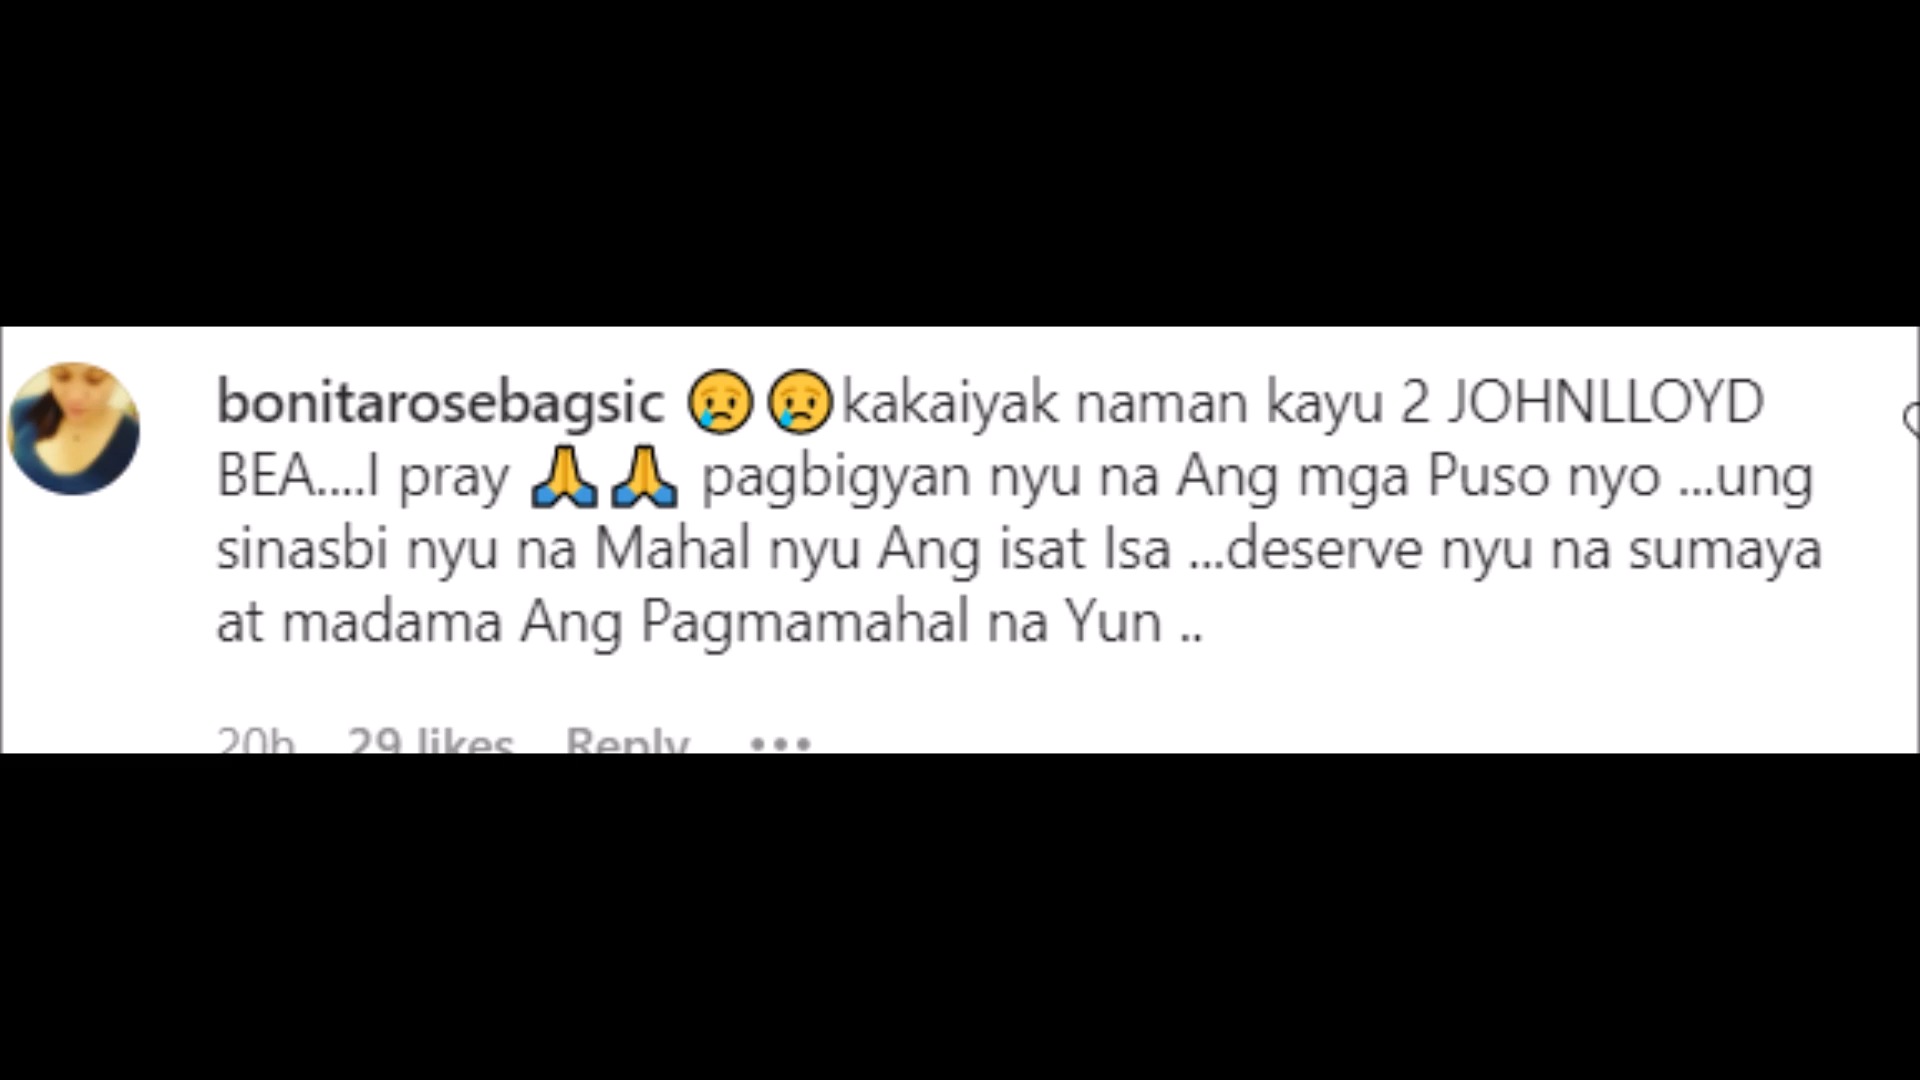 bonitarosebagsic 😢😢kakaiyak naman kayu 2 JOHNLLOYD
BEA....I pray 🙏🙏 pagbigyan nyu na Ang mga Puso nyo ...ung
sinasbi nyu na Mahal nyu Ang isat Isa ...deserve nyu na sumaya
at madama Ang Pagmamahal na Yun ..
20h 29 likes Reply •••